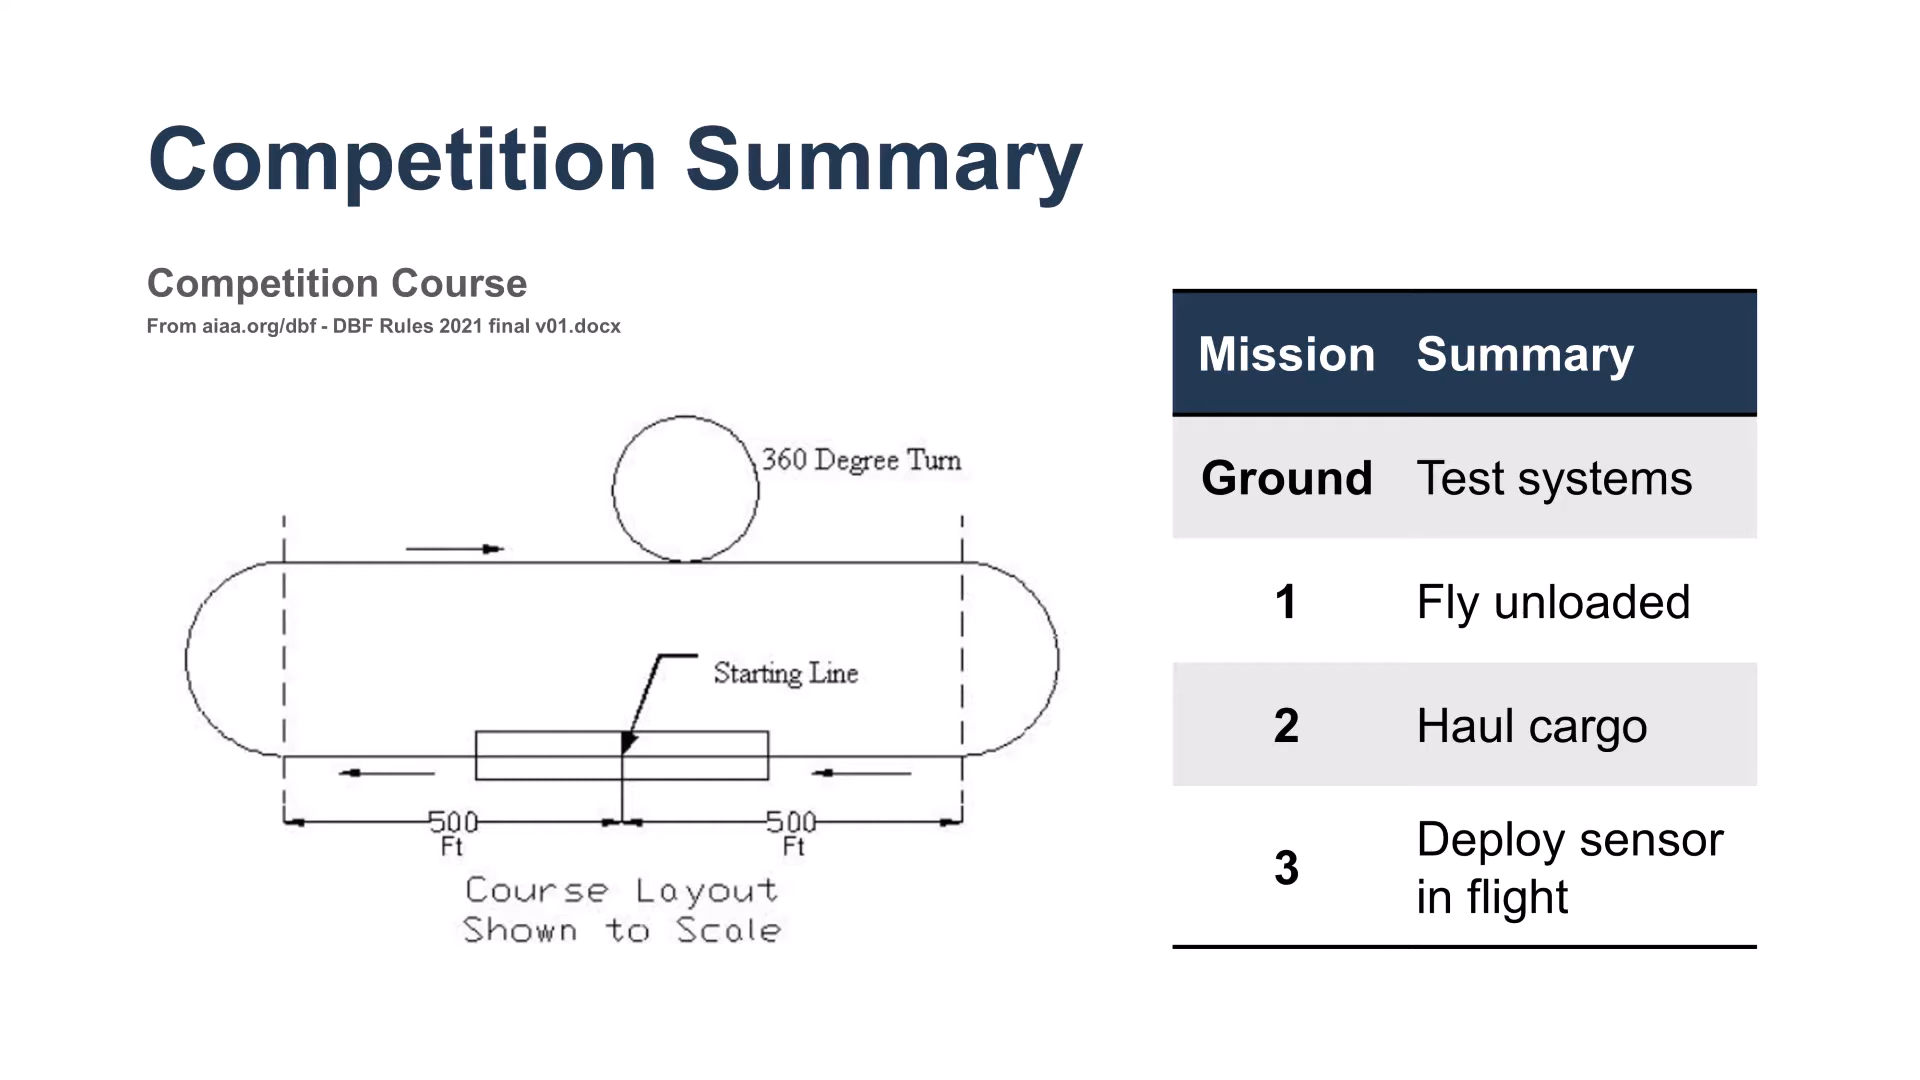 Competition Summary
Competition Course
From aiaa.org/dbf - DBF Rules 2021 final v01.docx
360 Degree Turn
Starting Line
500 500
Ft Ft
Course Layout
Shown to Scale
Mission Summary
Ground Test systems
1 Fly unloaded
2 Haul cargo
3 Deploy sensor
in flight